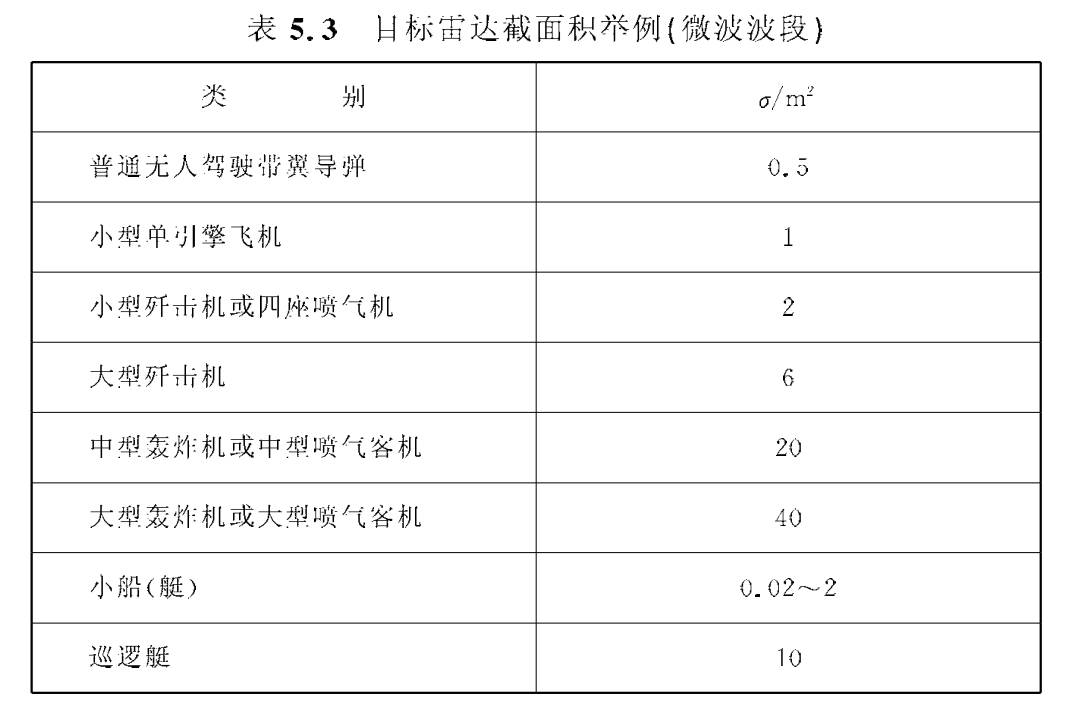 表 5.3 目标雷达截面积举例(微波波段)
类 别 σ/m²
普通无人驾驶带翼导弹 0.5
小型单引擎飞机 1
小型歼击机或四座喷气机 2
大型歼击机 6
中型轰炸机或中型喷气客机 20
大型轰炸机或大型喷气客机 40
小船(艇) 0.02～2
巡逻艇 10